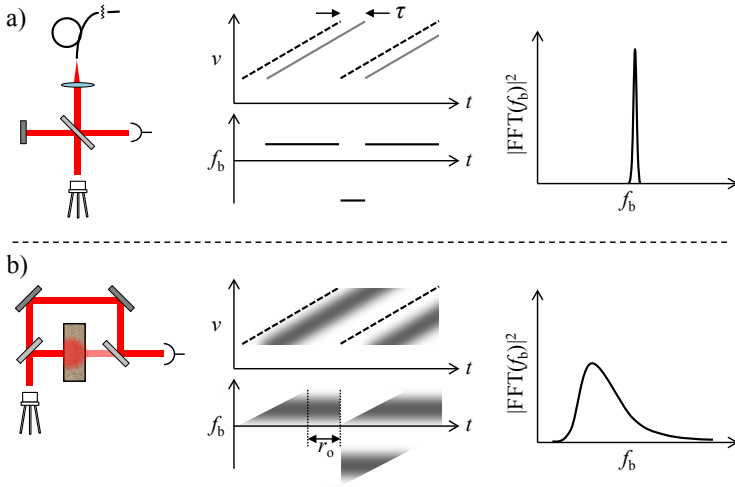 a)
τ
ν
t
f_b
t
|FFT(f_b)|²
f_b
b)
ν
t
f_b
r_o
t
|FFT(f_b)|²
f_b